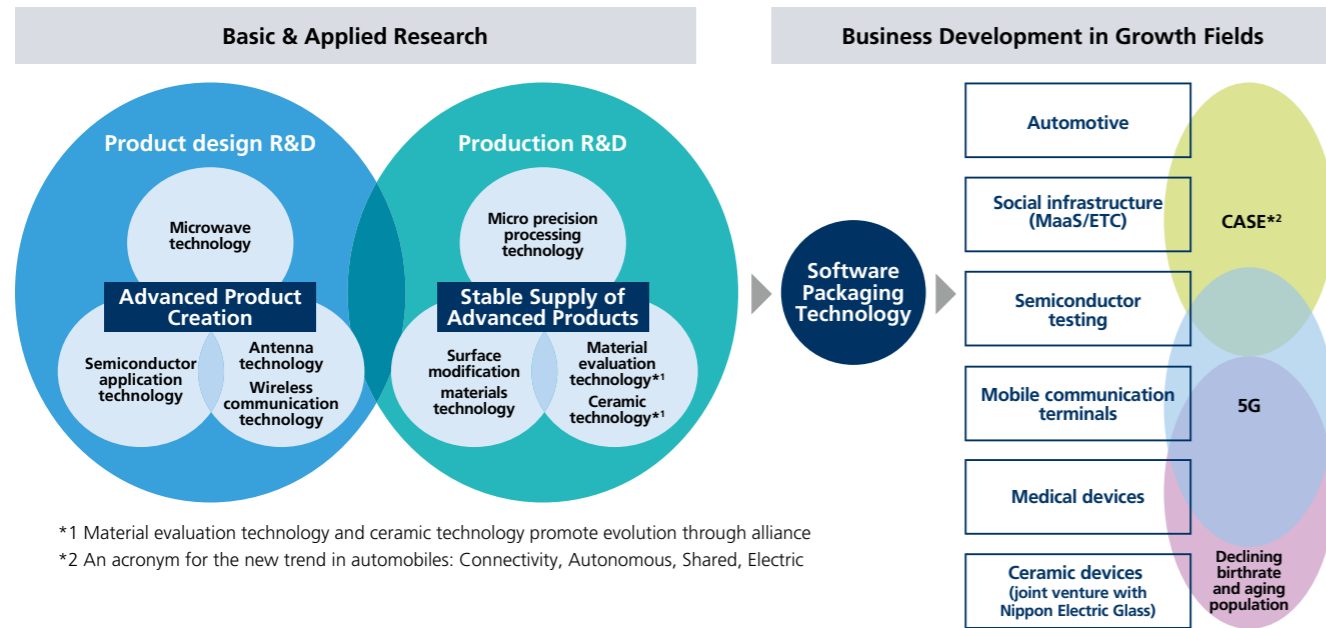 Basic & Applied Research
Business Development in Growth Fields
Product design R&D
Microwave
technology
Advanced Product
Creation
Semiconductor
application
technology
Antenna
technology
Wireless
communication
technology
Production R&D
Micro precision
processing
technology
Stable Supply of
Advanced Products
Surface
modification
materials
technology
Material
evaluation
technology*1
Ceramic
technology*1
Software
Packaging
Technology
Automotive
Social infrastructure
(MaaS/ETC)
Semiconductor
testing
Mobile communication
terminals
Medical devices
Ceramic devices
(joint venture with
Nippon Electric Glass)
CASE*2
5G
Declining
birthrate
and aging
population
*1 Material evaluation technology and ceramic technology promote evolution through alliance
*2 An acronym for the new trend in automobiles: Connectivity, Autonomous, Shared, Electric